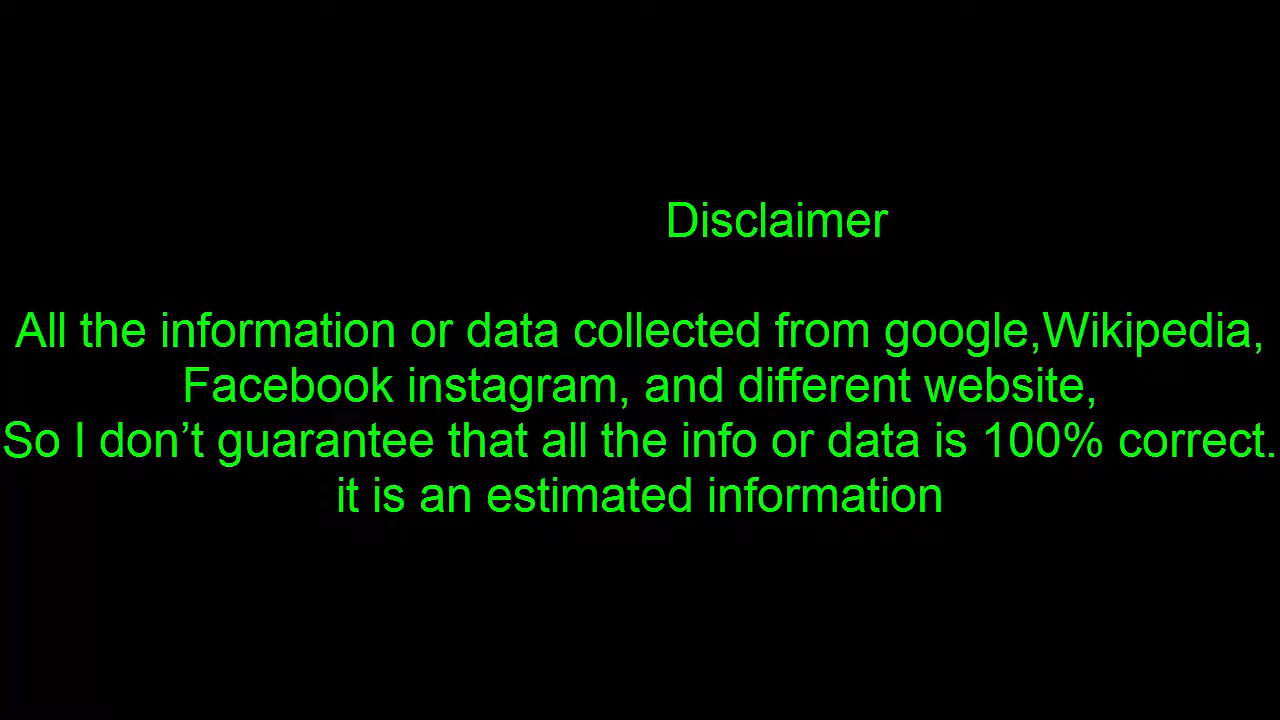 Disclaimer
All the information or data collected from google,Wikipedia,
Facebook instagram, and different website,
So I don’t guarantee that all the info or data is 100% correct.
it is an estimated information